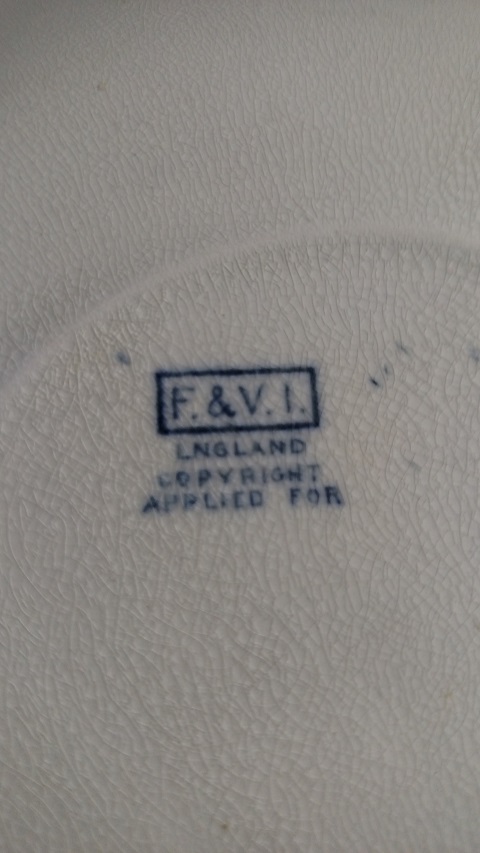 F. & V. I.
ENGLAND
COPYRIGHT
APPLIED FOR